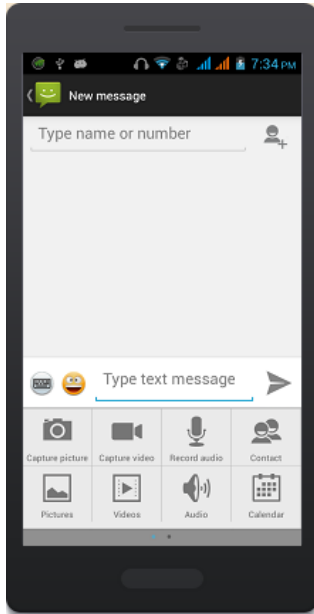 7:34 PM
New message
Type name or number
Type text message
Capture picture Capture video Record audio Contact
Pictures Videos Audio Calendar